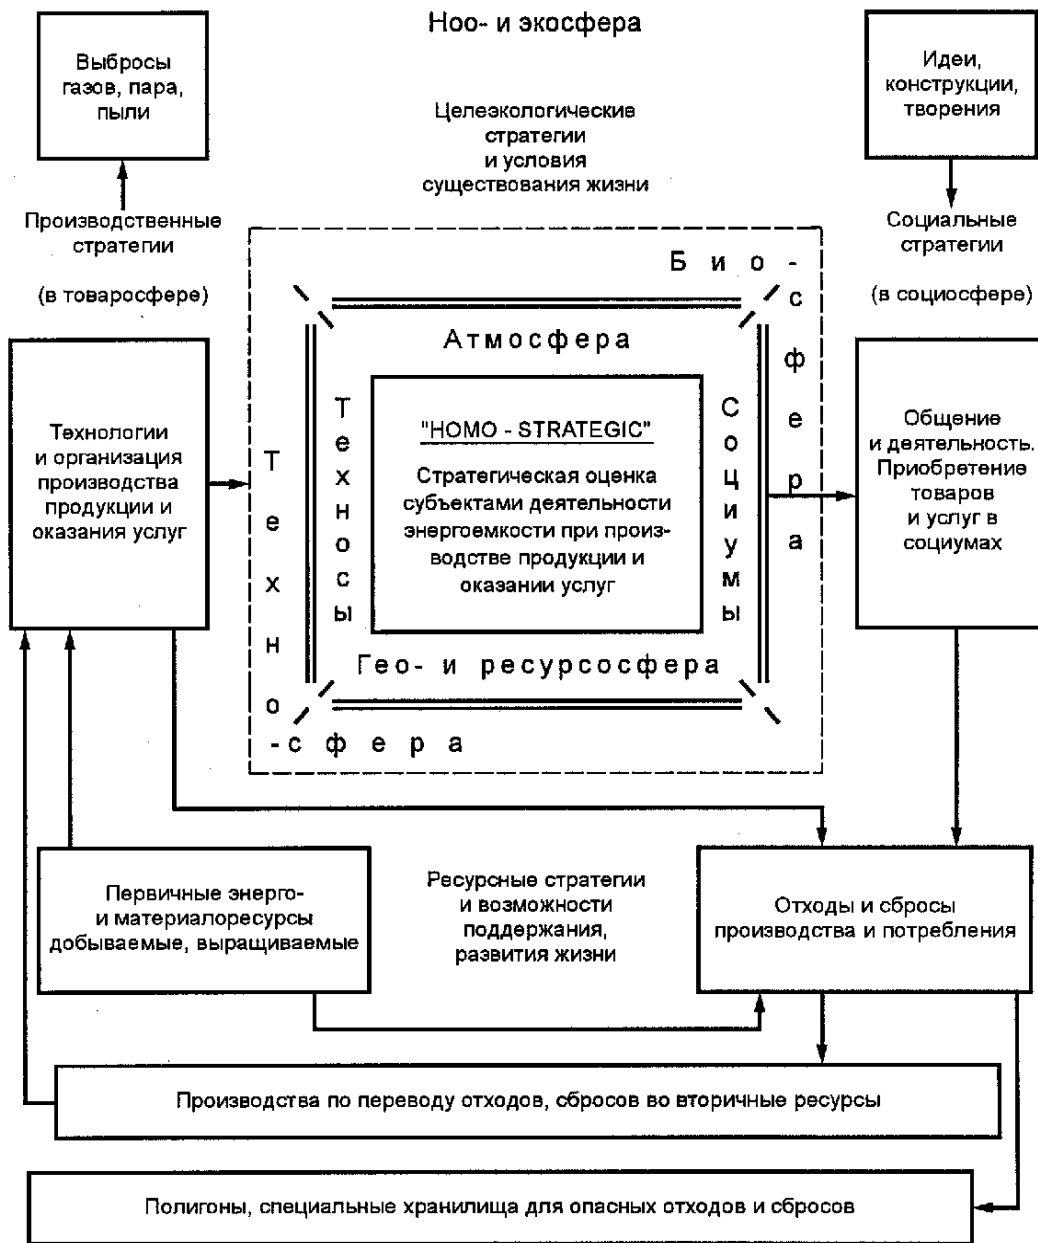 Ноо- и экосфера
Выбросы
газов, пара,
пыли
Идеи,
конструкции,
творения
Целеэкологические
стратегии
и условия
существования жизни
Производственные
стратегии
(в товаросфере)
Социальные
стратегии
(в социосфере)
Био-
сфера
Техно-
-сфера
Атмосфера
Техносы
Социумы
Гео- и ресурсосфера
"HOMO - STRATEGIC"
Стратегическая оценка
субъектами деятельности
энергоемкости при произ-
водстве продукции и
оказании услуг
Технологии
и организация
производства
продукции и
оказания услуг
Общение
и деятельность.
Приобретение
товаров
и услуг в
социумах
Первичные энерго-
и материалоресурсы
добываемые, выращиваемые
Ресурсные стратегии
и возможности
поддержания,
развития жизни
Отходы и сбросы
производства и потребления
Производства по переводу отходов, сбросов во вторичные ресурсы
Полигоны, специальные хранилища для опасных отходов и сбросов